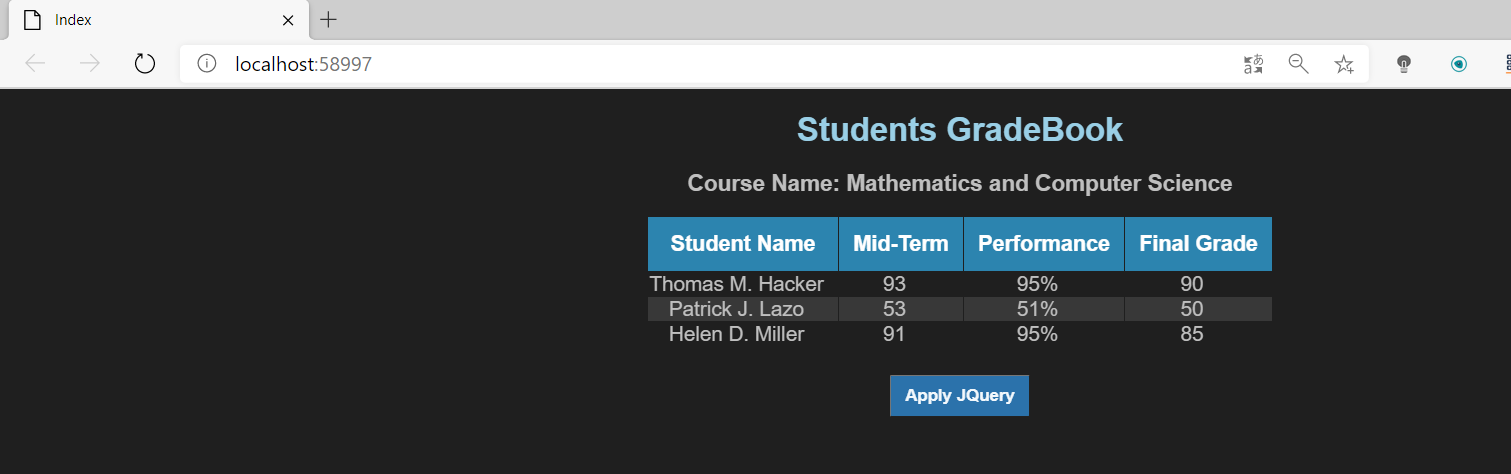 Index
localhost:58997
Students GradeBook
Course Name: Mathematics and Computer Science
Student Name Mid-Term Performance Final Grade
Thomas M. Hacker 93 95% 90
Patrick J. Lazo 53 51% 50
Helen D. Miller 91 95% 85
Apply JQuery